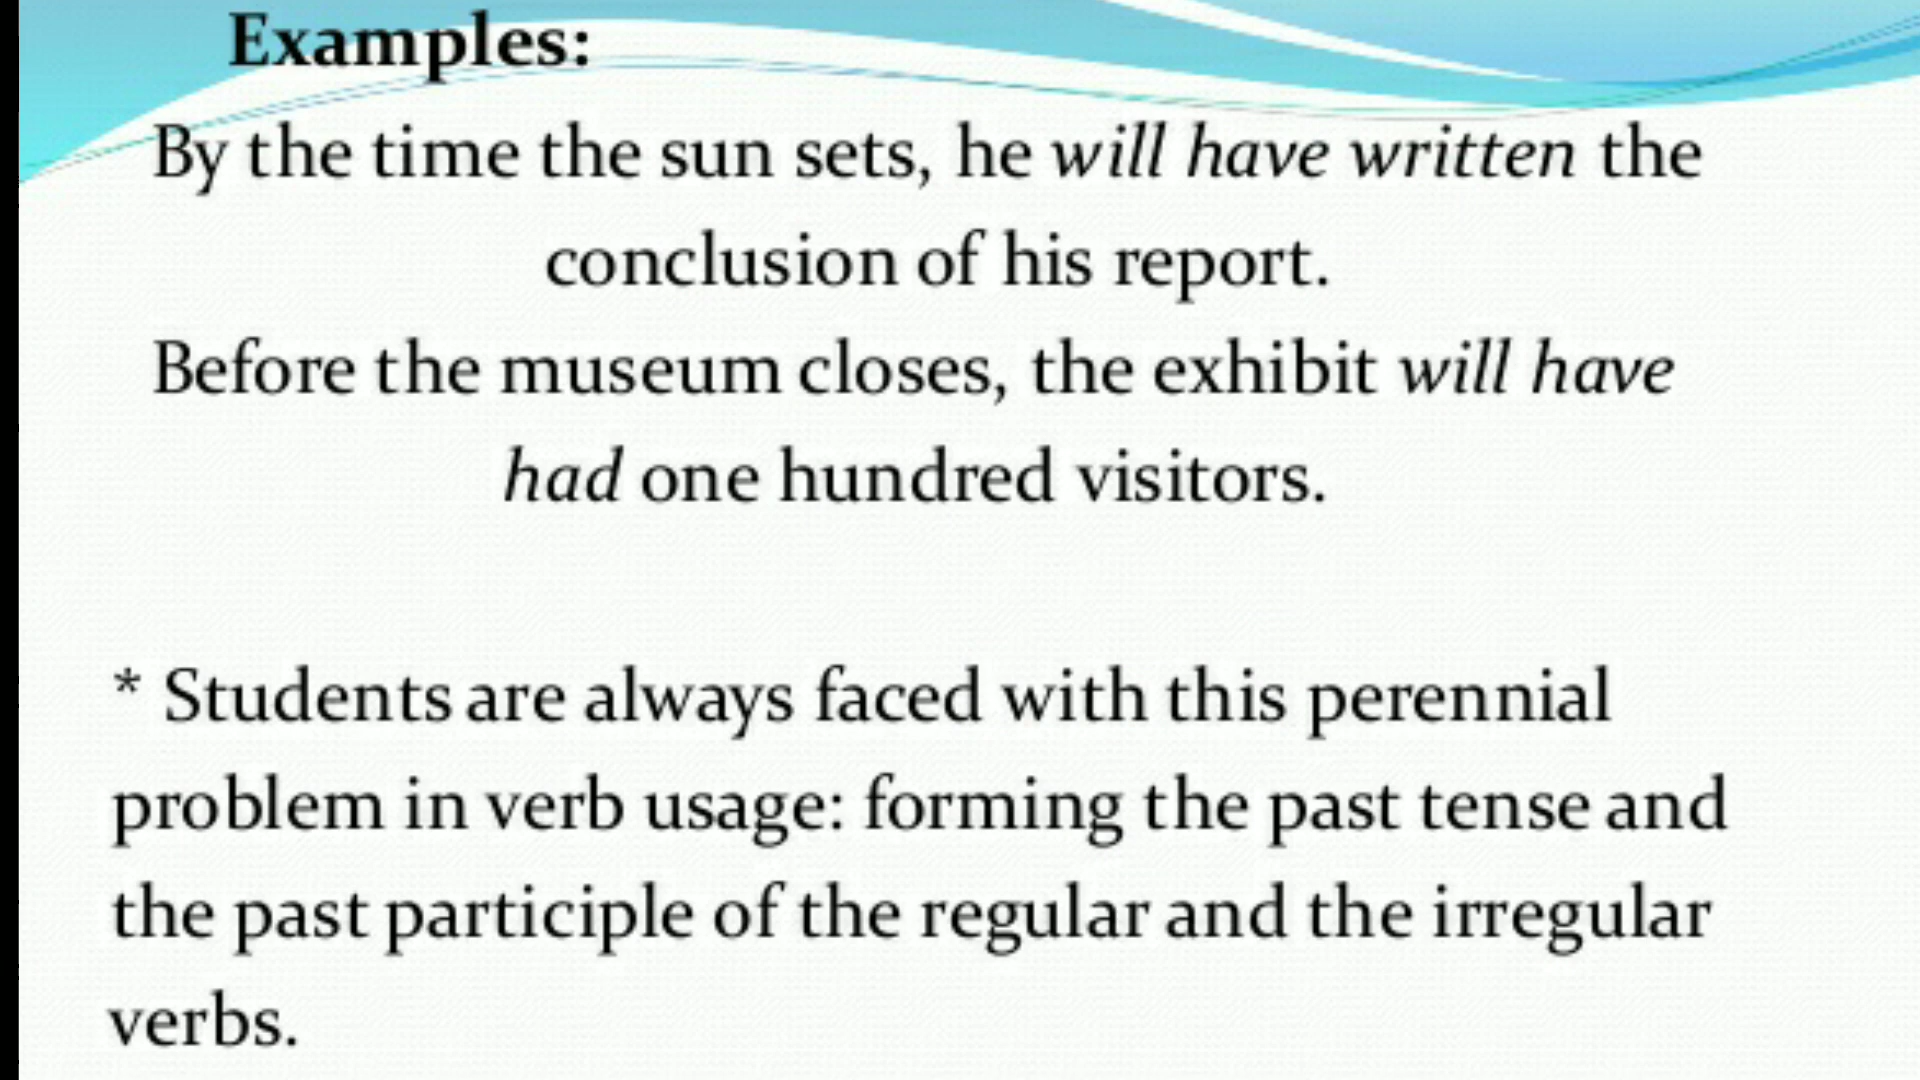 Examples:
By the time the sun sets, he will have written the
conclusion of his report.
Before the museum closes, the exhibit will have
had one hundred visitors.
* Students are always faced with this perennial
problem in verb usage: forming the past tense and
the past participle of the regular and the irregular
verbs.